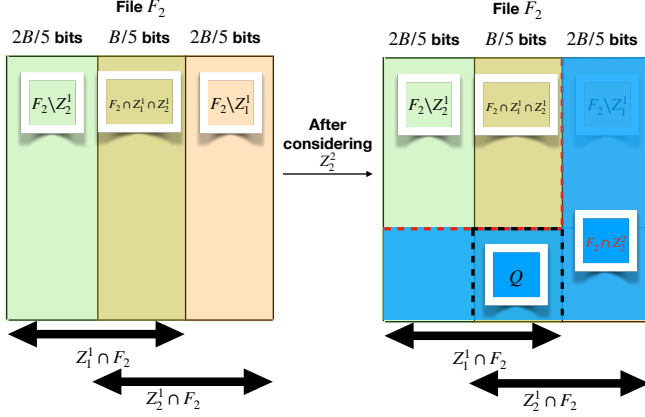 File F₂
2B/5 bits B/5 bits 2B/5 bits
F₂\Z₂¹
F₂ ∩ Z₁¹ ∩ Z₂¹
F₂\Z₁¹
Z₁¹ ∩ F₂
Z₂¹ ∩ F₂
After
considering
Z₂²
File F₂
2B/5 bits B/5 bits 2B/5 bits
F₂\Z₂¹
F₂ ∩ Z₁¹ ∩ Z₂¹
F₂\Z₁¹
F₂ ∩ Z₂²
Q
Z₁¹ ∩ F₂
Z₂¹ ∩ F₂